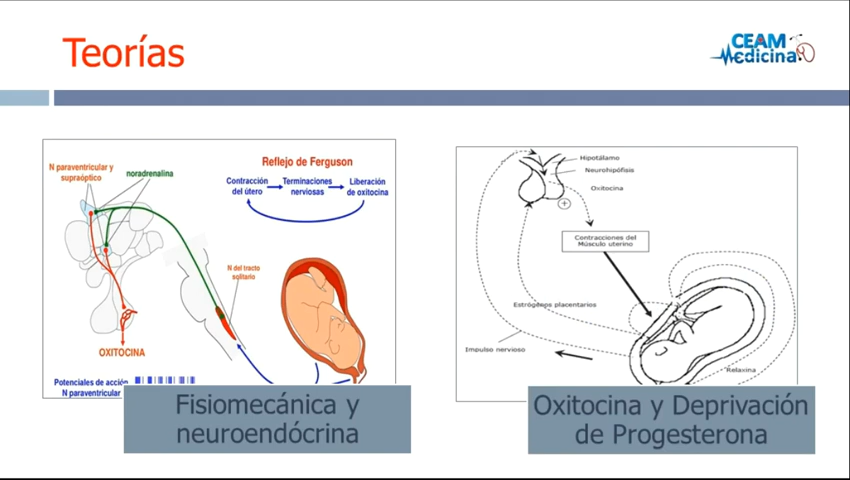 Teorías
CEAM
Medicina
Reflejo de Ferguson
N paraventricular y
supraóptico
noradrenalina
Contracción
del útero
Terminaciones
nerviosas
Liberación
de oxitocina
N del tracto
solitario
OXITOCINA
Potenciales de acción
N paraventricular
Fisiomecánica y
neuroendócrina
Hipotálamo
Neurohipófisis
Oxitocina
+
Contracciones del
Músculo uterino
Estrógenos placentarios
Impulso nervioso
Relaxina
Oxitocina y Deprivación
de Progesterona